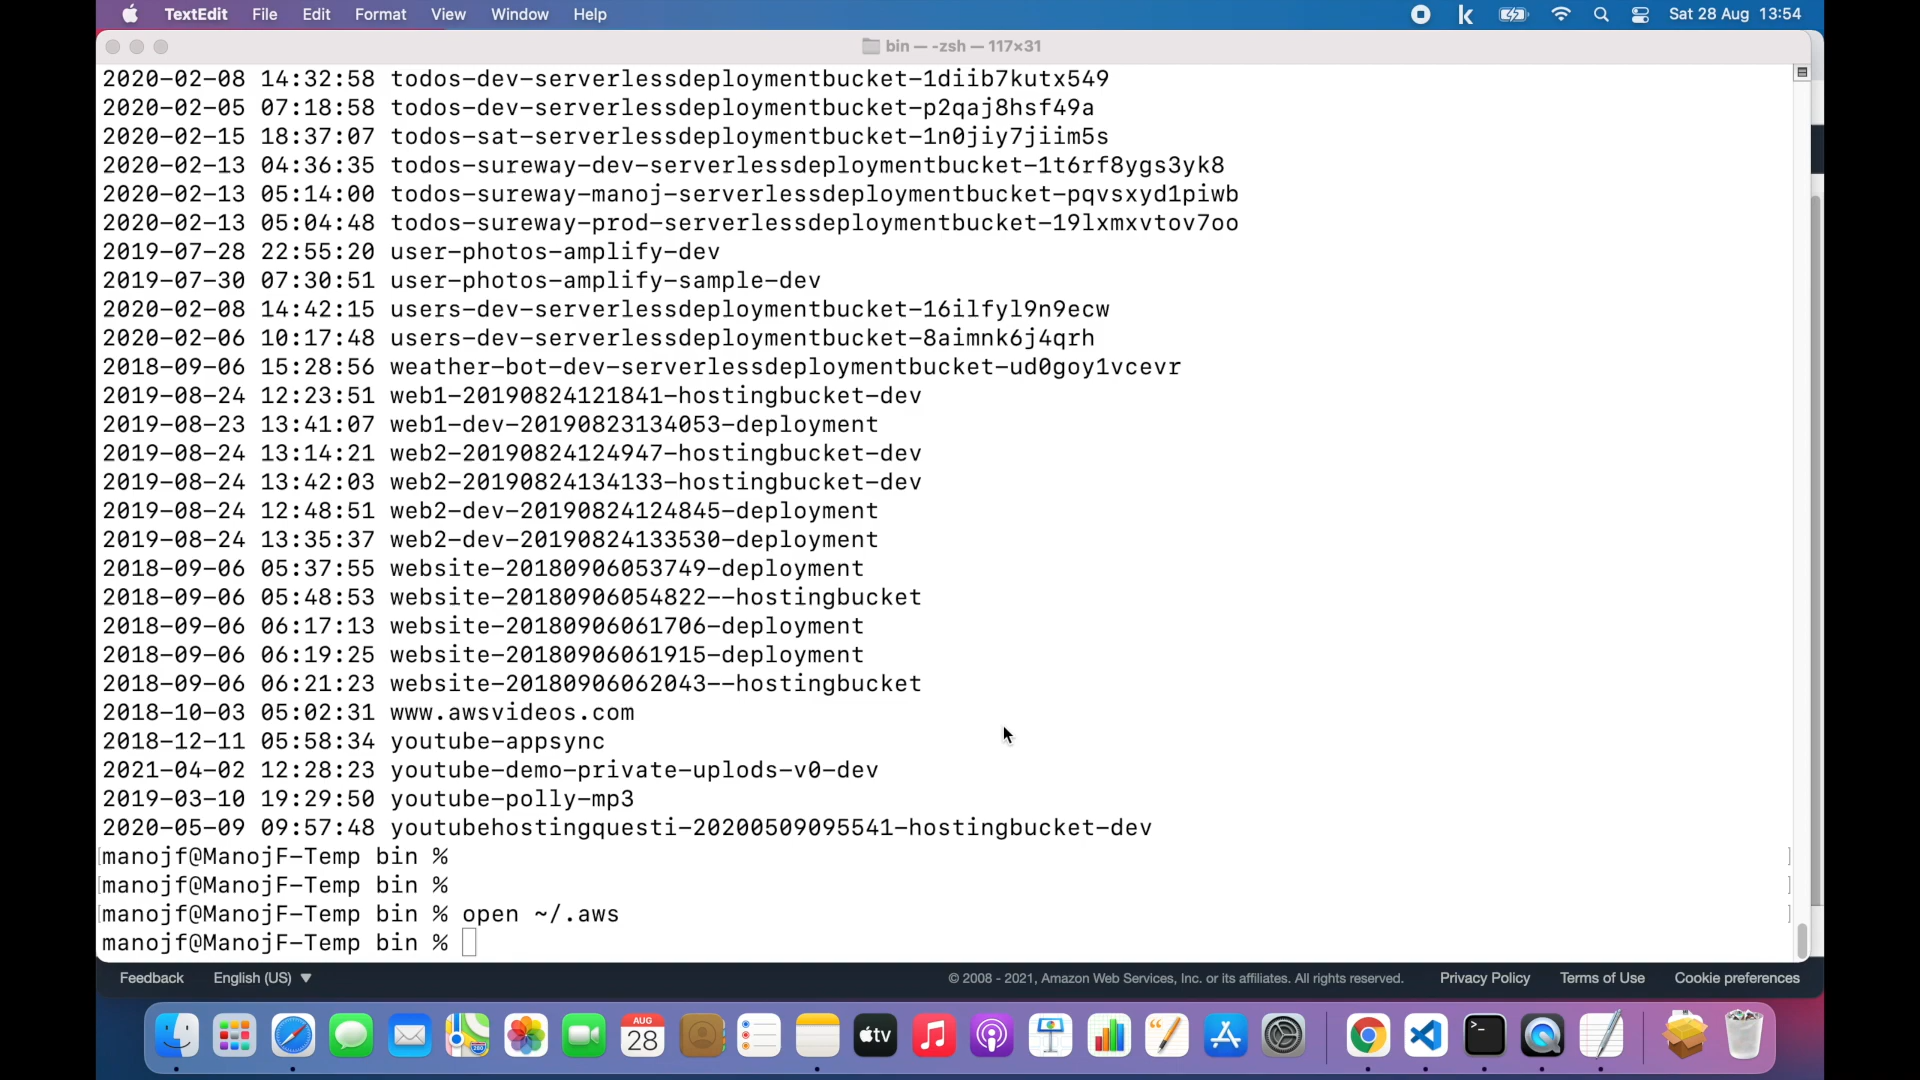 TextEdit File Edit Format View Window Help Sat 28 Aug 13:54
bin — -zsh — 117×31
2020-02-08 14:32:58 todos-dev-serverlessdeploymentbucket-1diib7kutx549
2020-02-05 07:18:58 todos-dev-serverlessdeploymentbucket-p2qaj8hsf49a
2020-02-15 18:37:07 todos-sat-serverlessdeploymentbucket-1n0jiy7jiim5s
2020-02-13 04:36:35 todos-sureway-dev-serverlessdeploymentbucket-1t6rf8ygs3yk8
2020-02-13 05:14:00 todos-sureway-manoj-serverlessdeploymentbucket-pqvsxyd1piwb
2020-02-13 05:04:48 todos-sureway-prod-serverlessdeploymentbucket-19lxmxvtov7oo
2019-07-28 22:55:20 user-photos-amplify-dev
2019-07-30 07:30:51 user-photos-amplify-sample-dev
2020-02-08 14:42:15 users-dev-serverlessdeploymentbucket-16ilfyl9n9ecw
2020-02-06 10:17:48 users-dev-serverlessdeploymentbucket-8aimnk6j4qrh
2018-09-06 15:28:56 weather-bot-dev-serverlessdeploymentbucket-ud0goy1vcevr
2019-08-24 12:23:51 web1-20190824121841-hostingbucket-dev
2019-08-23 13:41:07 web1-dev-20190823134053-deployment
2019-08-24 13:14:21 web2-20190824124947-hostingbucket-dev
2019-08-24 13:42:03 web2-20190824134133-hostingbucket-dev
2019-08-24 12:48:51 web2-dev-20190824124845-deployment
2019-08-24 13:35:37 web2-dev-20190824133530-deployment
2018-09-06 05:37:55 website-20180906053749-deployment
2018-09-06 05:48:53 website-20180906054822--hostingbucket
2018-09-06 06:17:13 website-20180906061706-deployment
2018-09-06 06:19:25 website-20180906061915-deployment
2018-09-06 06:21:23 website-20180906062043--hostingbucket
2018-10-03 05:02:31 www.awsvideos.com
2018-12-11 05:58:34 youtube-appsync
2021-04-02 12:28:23 youtube-demo-private-uplods-v0-dev
2019-03-10 19:29:50 youtube-polly-mp3
2020-05-09 09:57:48 youtubehostingquesti-20200509095541-hostingbucket-dev
[manojf@ManojF-Temp bin % ]
[manojf@ManojF-Temp bin % ]
[manojf@ManojF-Temp bin % open ~/.aws ]
manojf@ManojF-Temp bin %
Feedback English (US) © 2008 - 2021, Amazon Web Services, Inc. or its affiliates. All rights reserved. Privacy Policy Terms of Use Cookie preferences
AUG
28
tv